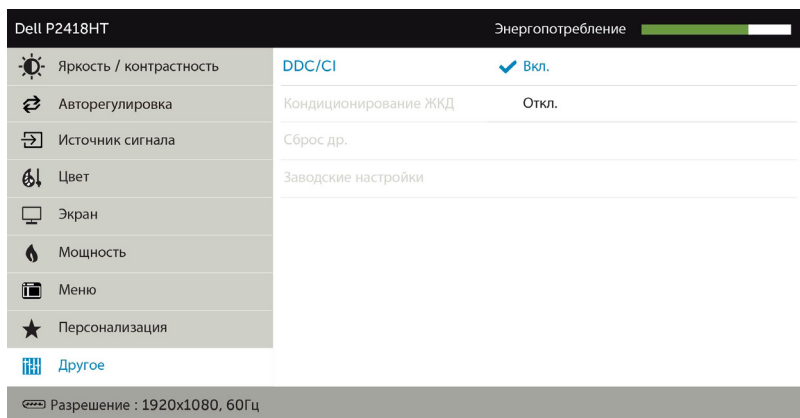 Dell P2418HT Энергопотребление
Яркость / контрастность DDC/CI Вкл.
Авторегулировка Кондиционирование ЖКД Откл.
Источник сигнала Сброс др.
Цвет Заводские настройки
Экран
Мощность
Меню
Персонализация
Другое
Разрешение : 1920x1080, 60Гц